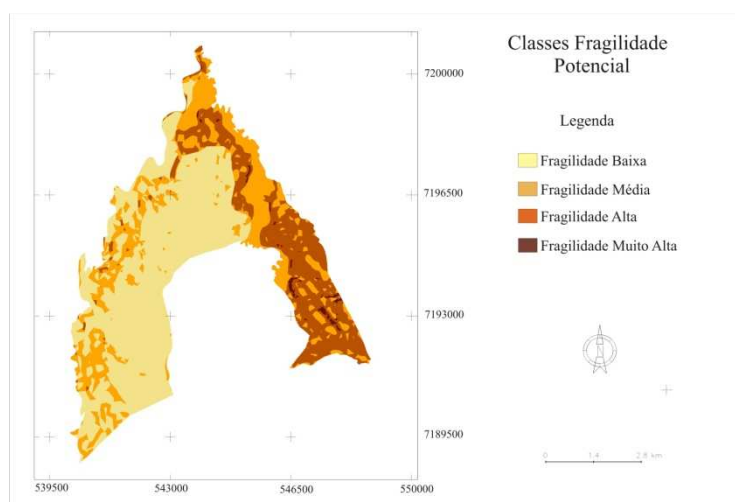 Classes Fragilidade
Potencial
Legenda
Fragilidade Baixa
Fragilidade Média
Fragilidade Alta
Fragilidade Muito Alta
7200000
7196500
7193000
7189500
539500 543000 546500 550000
0 1.4 2.8 km